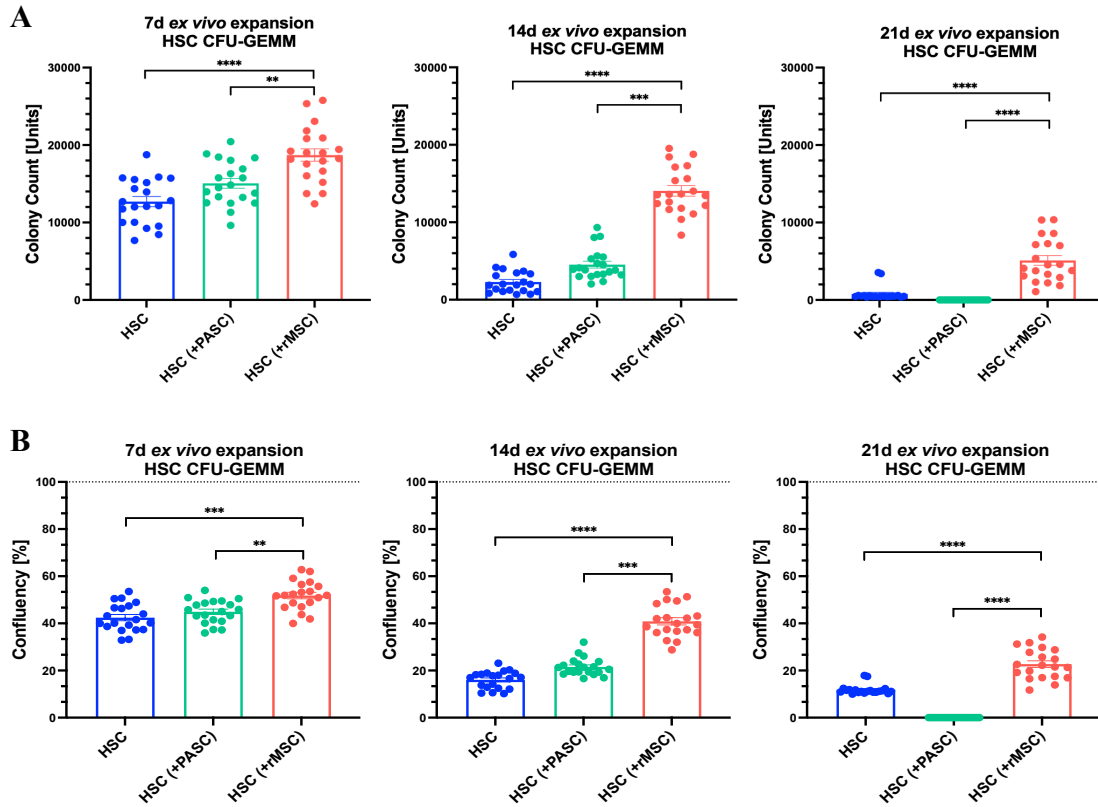 A
7d ex vivo expansion
HSC CFU-GEMM
Colony Count [Units]
30000
20000
10000
0
****
**
HSC
HSC (+PASC)
HSC (+rMSC)
14d ex vivo expansion
HSC CFU-GEMM
Colony Count [Units]
30000
20000
10000
0
****
***
HSC
HSC (+PASC)
HSC (+rMSC)
21d ex vivo expansion
HSC CFU-GEMM
Colony Count [Units]
30000
20000
10000
0
****
****
HSC
HSC (+PASC)
HSC (+rMSC)
B
7d ex vivo expansion
HSC CFU-GEMM
Confluency [%]
100
80
60
40
20
0
***
**
HSC
HSC (+PASC)
HSC (+rMSC)
14d ex vivo expansion
HSC CFU-GEMM
Confluency [%]
100
80
60
40
20
0
****
***
HSC
HSC (+PASC)
HSC (+rMSC)
21d ex vivo expansion
HSC CFU-GEMM
Confluency [%]
100
80
60
40
20
0
****
****
HSC
HSC (+PASC)
HSC (+rMSC)